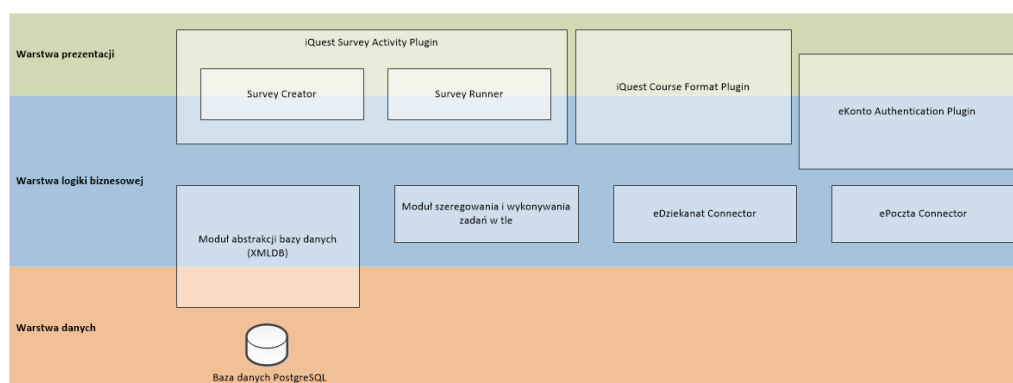 Warstwa prezentacji
iQuest Survey Activity Plugin
Survey Creator
Survey Runner
iQuest Course Format Plugin
eKonto Authentication Plugin
Warstwa logiki biznesowej
Moduł abstrakcji bazy danych
(XMLDB)
Moduł szeregowania i wykonywania
zadań w tle
eDziekanat Connector
ePoczta Connector
Warstwa danych
Baza danych PostgreSQL